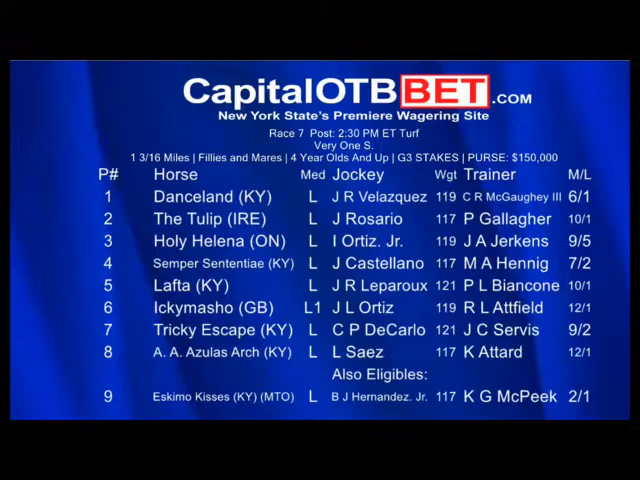 CapitalOTBBET.COM
New York State's Premiere Wagering Site
Race 7 Post: 2:30 PM ET Turf
Very One S.
1 3/16 Miles | Fillies and Mares | 4 Year Olds And Up | G3 STAKES | PURSE: $150,000
P# Horse Med Jockey Wgt Trainer M/L
1 Danceland (KY) L J R Velazquez 119 C R McGaughey III 6/1
2 The Tulip (IRE) L J Rosario 117 P Gallagher 10/1
3 Holy Helena (ON) L I Ortiz. Jr. 119 J A Jerkens 9/5
4 Semper Sententiae (KY) L J Castellano 117 M A Hennig 7/2
5 Lafta (KY) L J R Leparoux 121 P L Biancone 10/1
6 Ickymasho (GB) L1 J L Ortiz 119 R L Attfield 12/1
7 Tricky Escape (KY) L C P DeCarlo 121 J C Servis 9/2
8 A. A. Azulas Arch (KY) L L Saez 117 K Attard 12/1
Also Eligibles:
9 Eskimo Kisses (KY) (MTO) L B J Hernandez. Jr. 117 K G McPeek 2/1